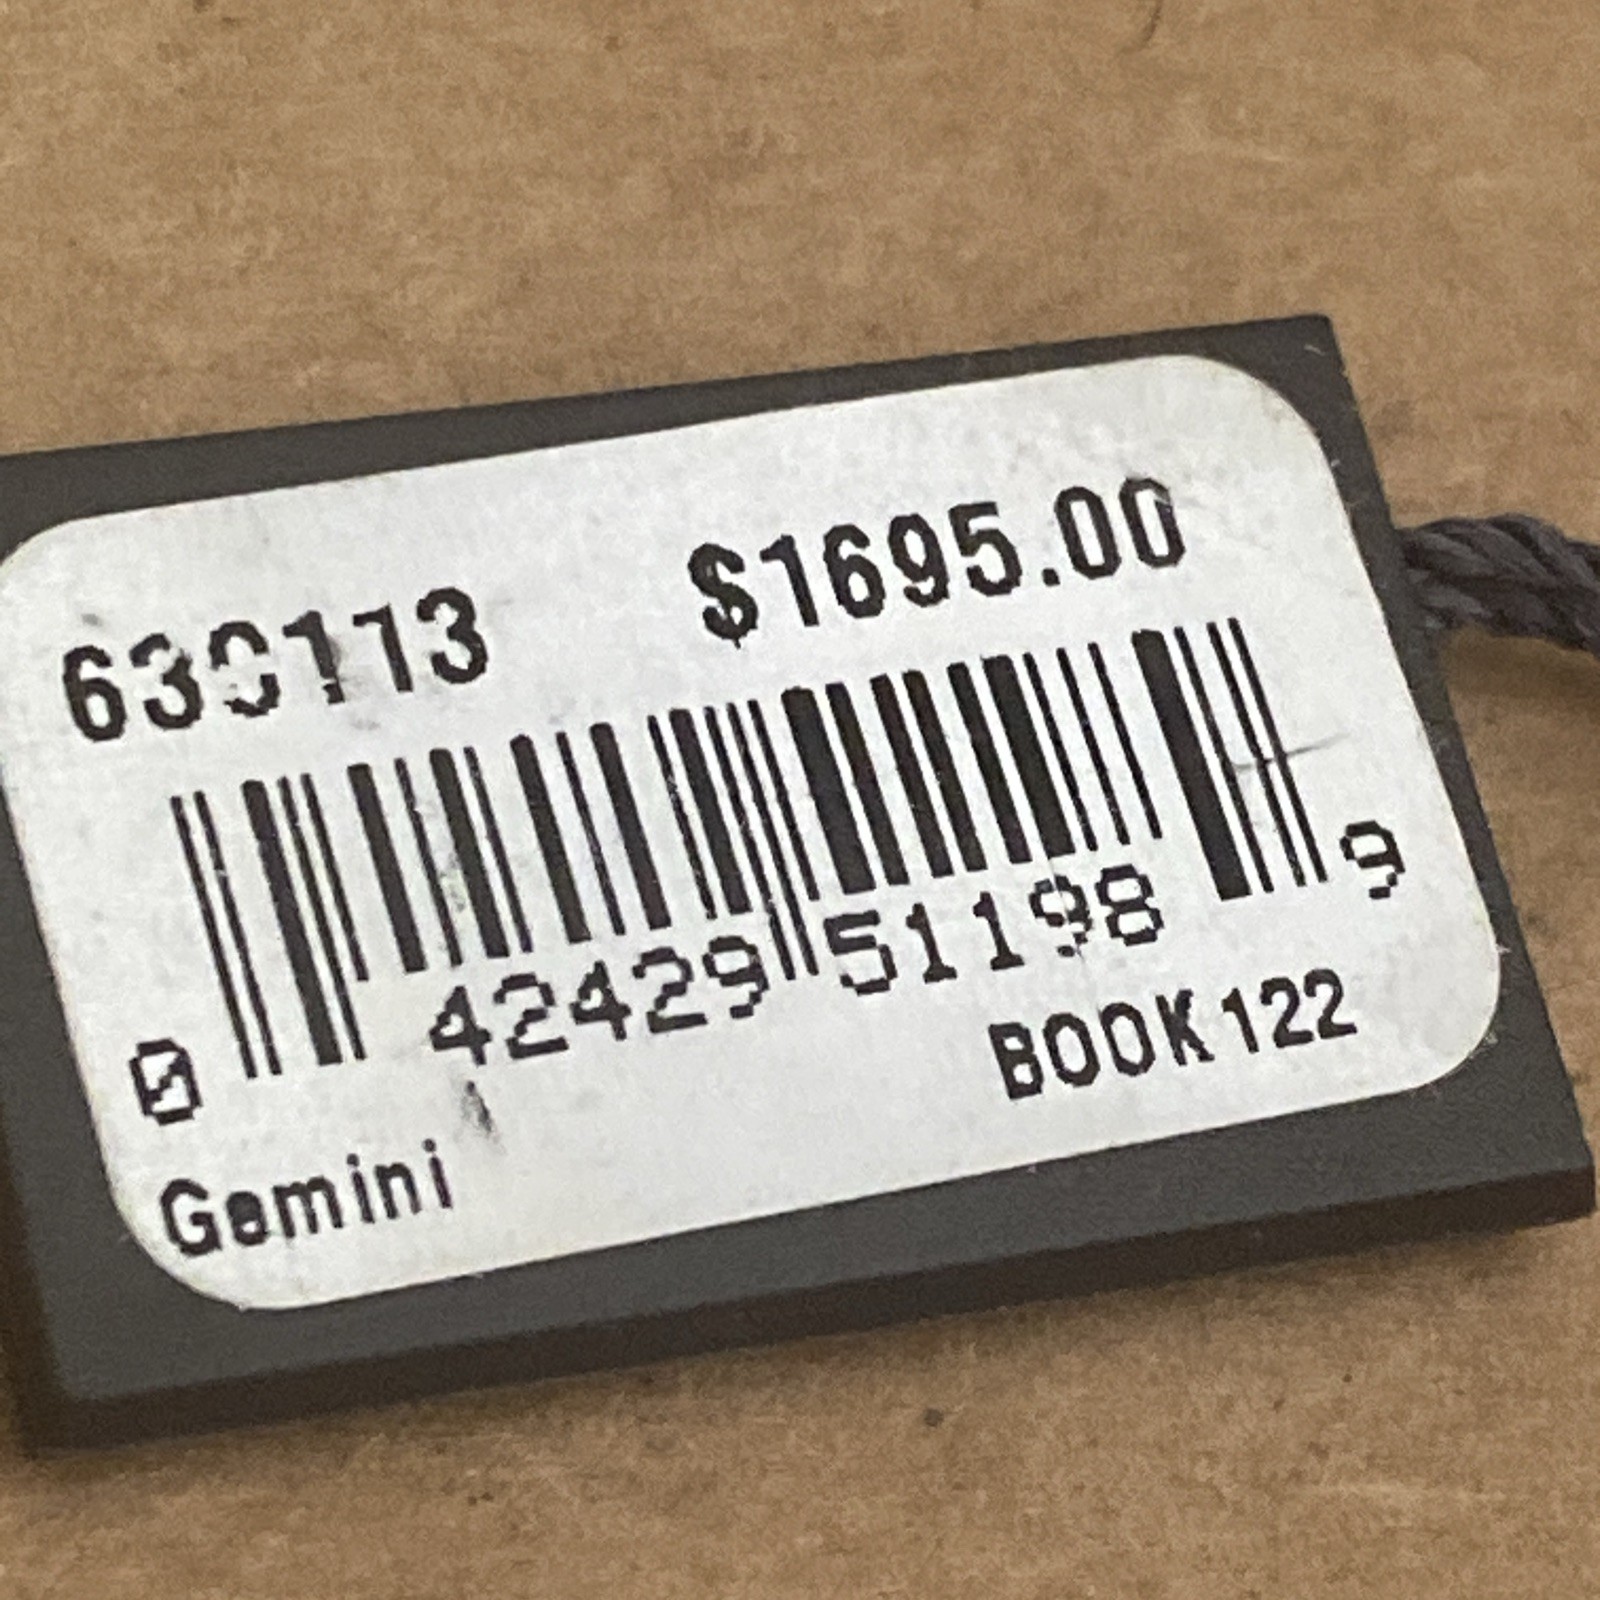 630113 $1695.00
0 42429 51198 9
BOOK 122
Gemini